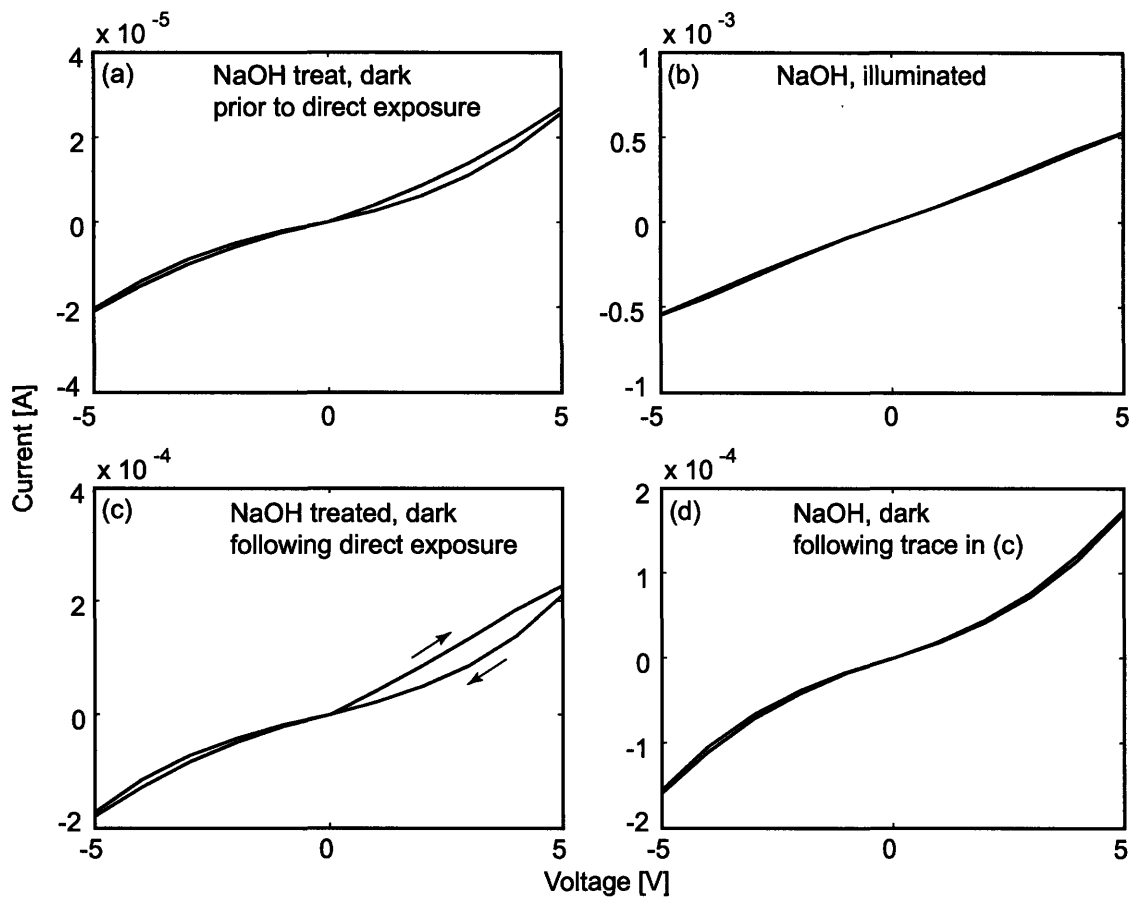 x 10 -5
(a) NaOH treat, dark
prior to direct exposure
4
2
0
-2
-4
-5
0
5
x 10 -3
(b) NaOH, illuminated
1
0.5
0
-0.5
-1
-5
0
5
Current [A]
x 10 -4
(c) NaOH treated, dark
following direct exposure
4
2
0
-2
-5
0
5
x 10 -4
(d) NaOH, dark
following trace in (c)
2
1
0
-1
-2
-5
0
5
Voltage [V]